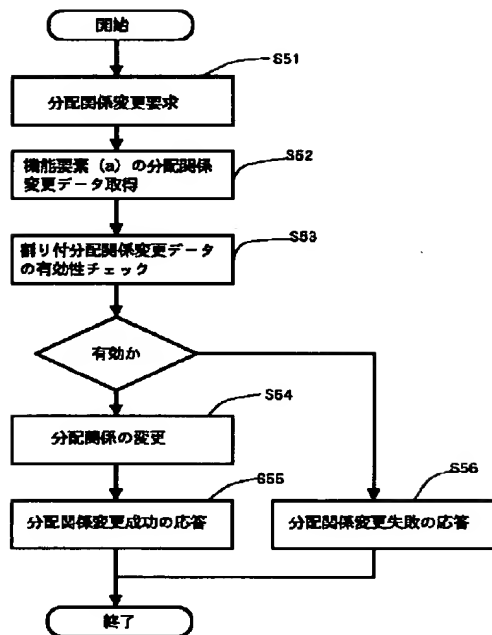 開始
S51
分配関係変更要求
S52
機能要素（a）の分配関係
変更データ取得
S53
割り付分配関係変更データ
の有効性チェック
有効か
S54
分配関係の変更
S55
分配関係変更成功の応答
S56
分配関係変更失敗の応答
終了